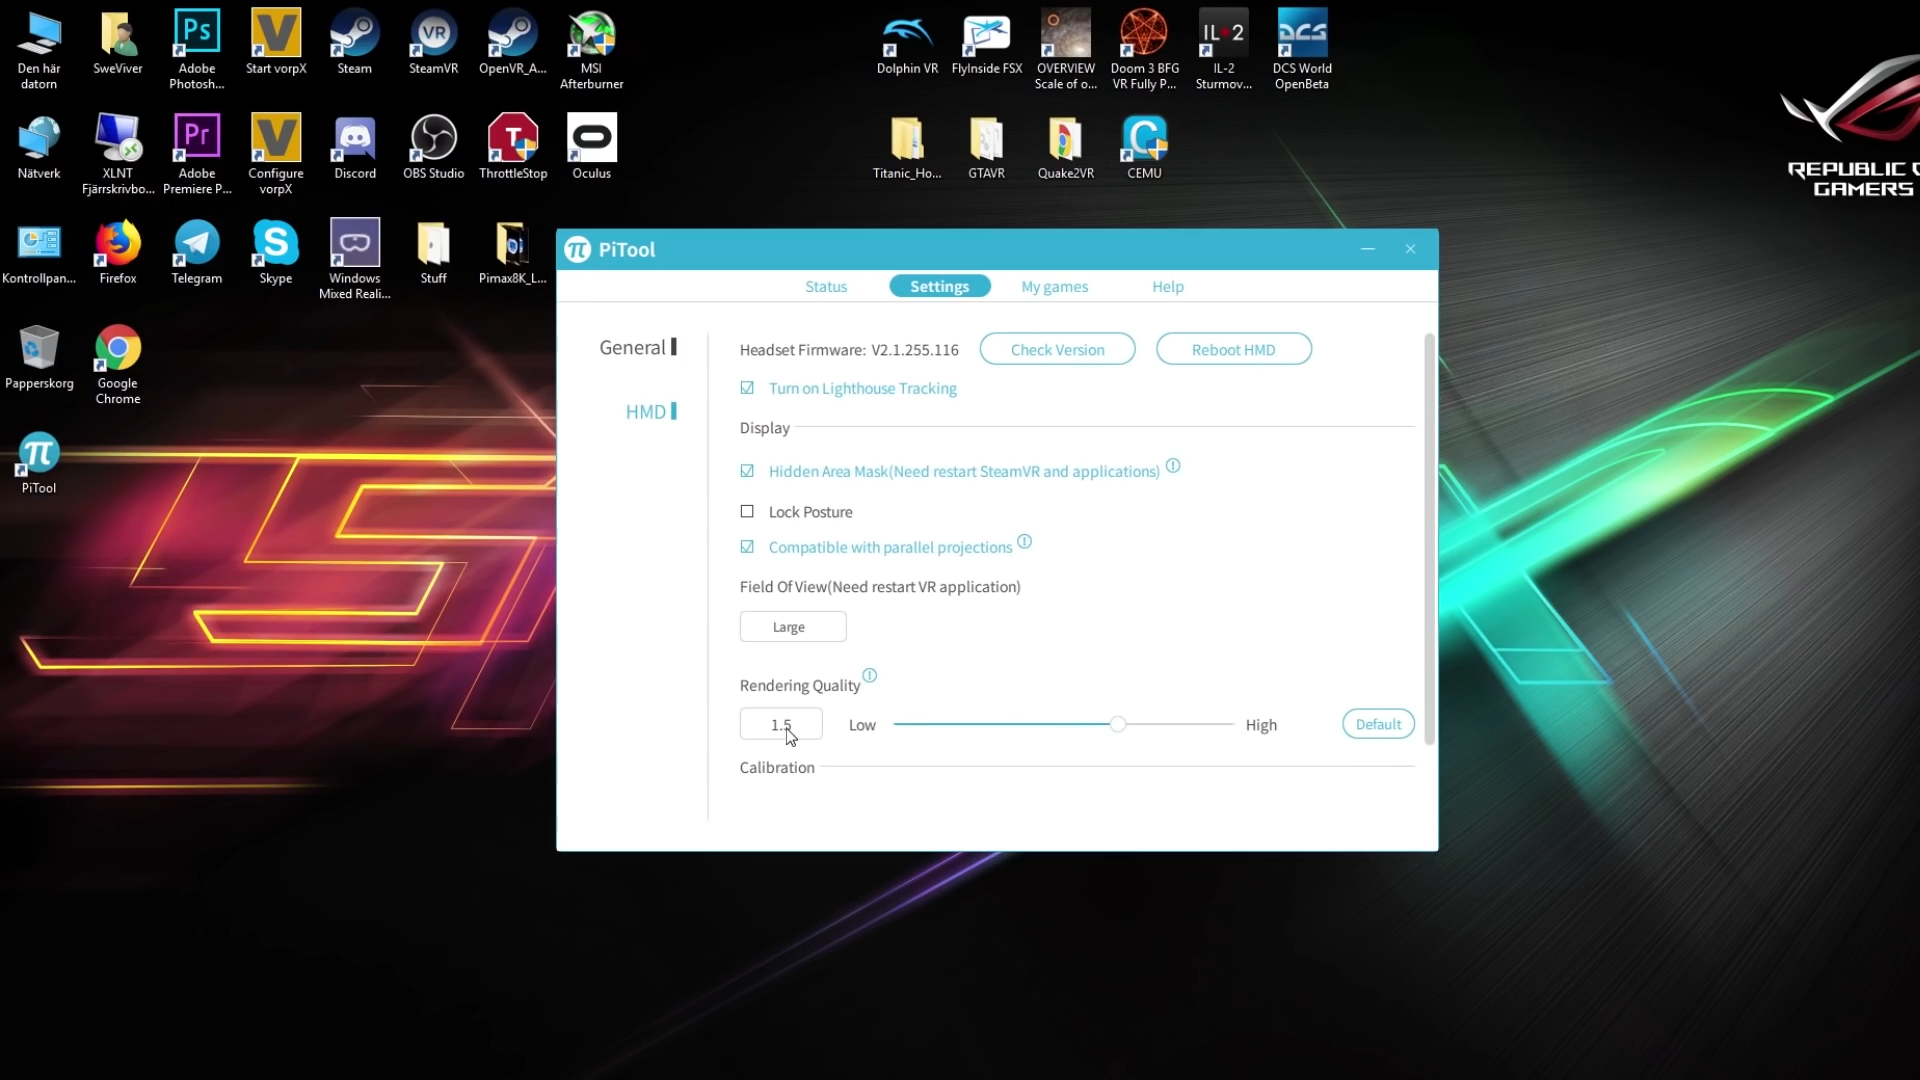 Den här
datorn
SweViver
Adobe
Photosh...
Start vorpX
Steam
SteamVR
OpenVR_A...
MSI
Afterburner
Dolphin VR
FlyInside FSX
OVERVIEW
Scale of o...
Doom 3 BFG
VR Fully P...
IL-2
Sturmov...
DCS World
OpenBeta
Nätverk
XLNT
Fjärrskrivbo...
Adobe
Premiere P...
Configure
vorpX
Discord
OBS Studio
ThrottleStop
Oculus
Titanic_Ho...
GTAVR
Quake2VR
CEMU
REPUBLIC O
GAMERS
Kontrollpan...
Firefox
Telegram
Skype
Windows
Mixed Reali...
Stuff
Pimax8K_L...
Papperskorg
Google
Chrome
PiTool
PiTool
Status
Settings
My games
Help
General
HMD
Headset Firmware: V2.1.255.116
Check Version
Reboot HMD
Turn on Lighthouse Tracking
Display
Hidden Area Mask(Need restart SteamVR and applications)
Lock Posture
Compatible with parallel projections
Field Of View(Need restart VR application)
Large
Rendering Quality
1.5
Low
High
Default
Calibration
Ps
VR
IL-2
DCS
Pr
T
C
π
π